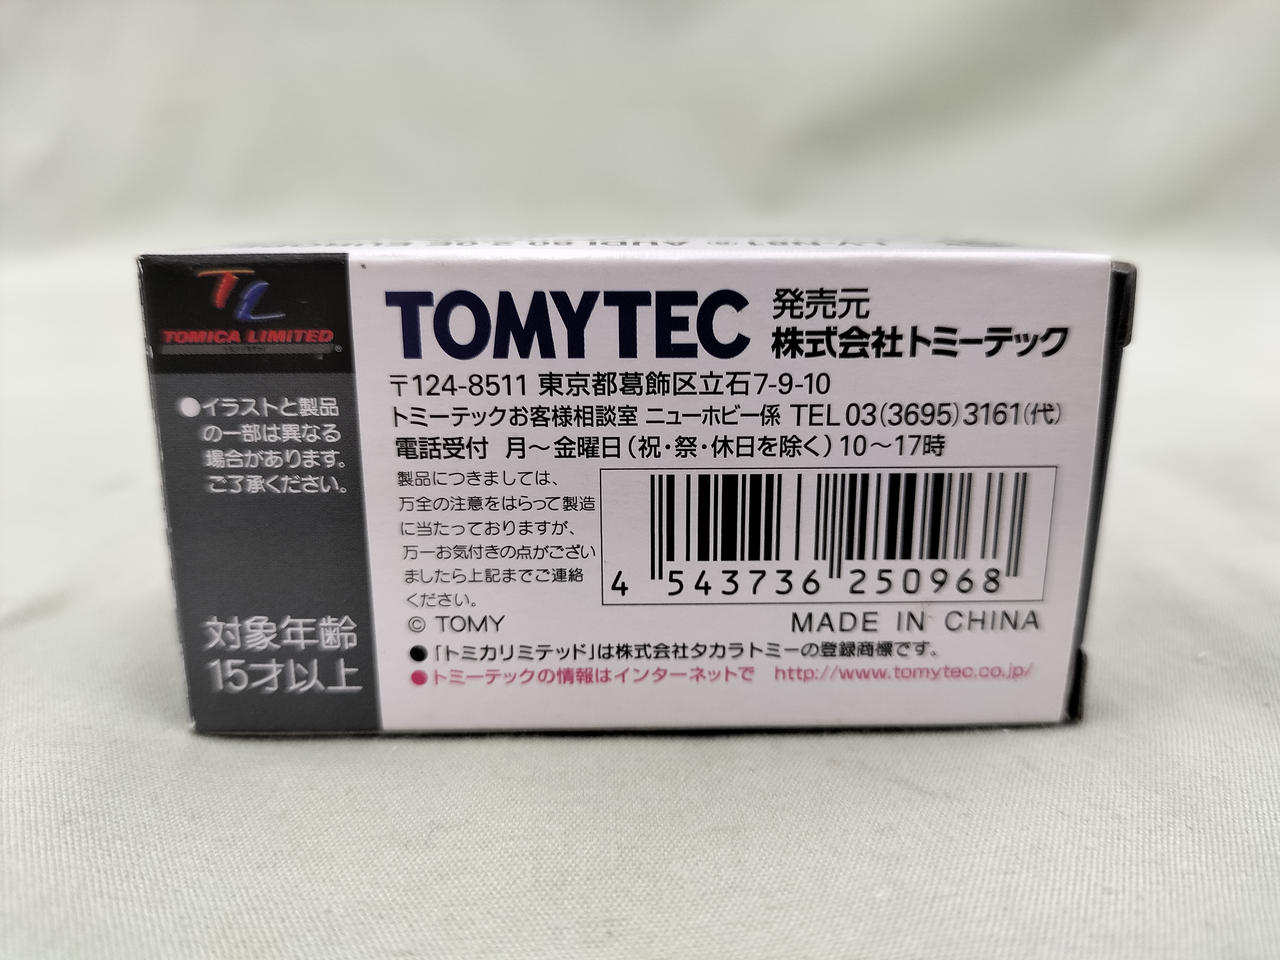 LV-N81 AUDI 80 2.0E EUROP
TL
TOMICA LIMITED
●イラストと製品
の一部は異なる
場合があります。
ご了承ください。
対象年齢
15才以上
TOMYTEC 発売元
株式会社トミーテック
〒124-8511 東京都葛飾区立石7-9-10
トミーテックお客様相談室 ニューホビー係 TEL 03(3695)3161(代)
電話受付 月～金曜日(祝・祭・休日を除く)10～17時
製品につきましては、
万全の注意をはらって製造
に当たっておりますが、
万一お気付きの点がござい
ましたら上記までご連絡
ください。
4 543736 250968
© TOMY MADE IN CHINA
●「トミカリミテッド」は株式会社タカラトミーの登録商標です。
●トミーテックの情報はインターネットで http://www.tomytec.co.jp/